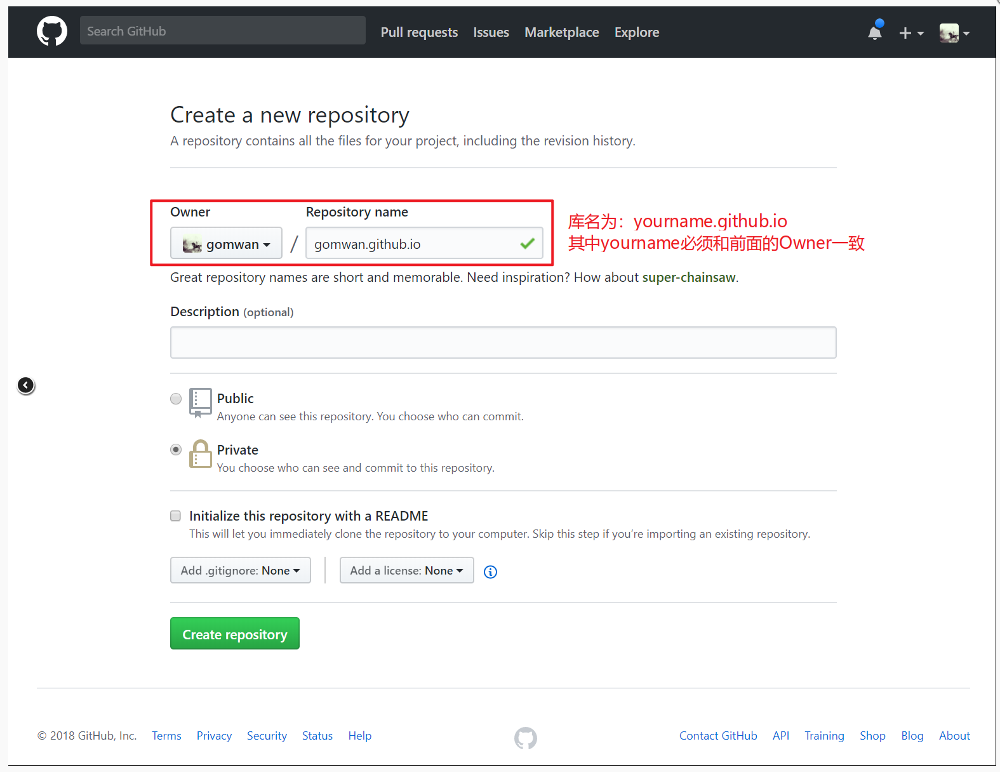 Search GitHub
Pull requests
Issues
Marketplace
Explore
Create a new repository
A repository contains all the files for your project, including the revision history.
Owner
Repository name
gomwan
/
gomwan.github.io
库名为：yourname.github.io
其中yourname必须和前面的Owner一致
Great repository names are short and memorable. Need inspiration? How about super-chainsaw.
Description (optional)
Public
Anyone can see this repository. You choose who can commit.
Private
You choose who can see and commit to this repository.
Initialize this repository with a README
This will let you immediately clone the repository to your computer. Skip this step if you’re importing an existing repository.
Add .gitignore: None
Add a license: None
Create repository
© 2018 GitHub, Inc.
Terms
Privacy
Security
Status
Help
Contact GitHub
API
Training
Shop
Blog
About